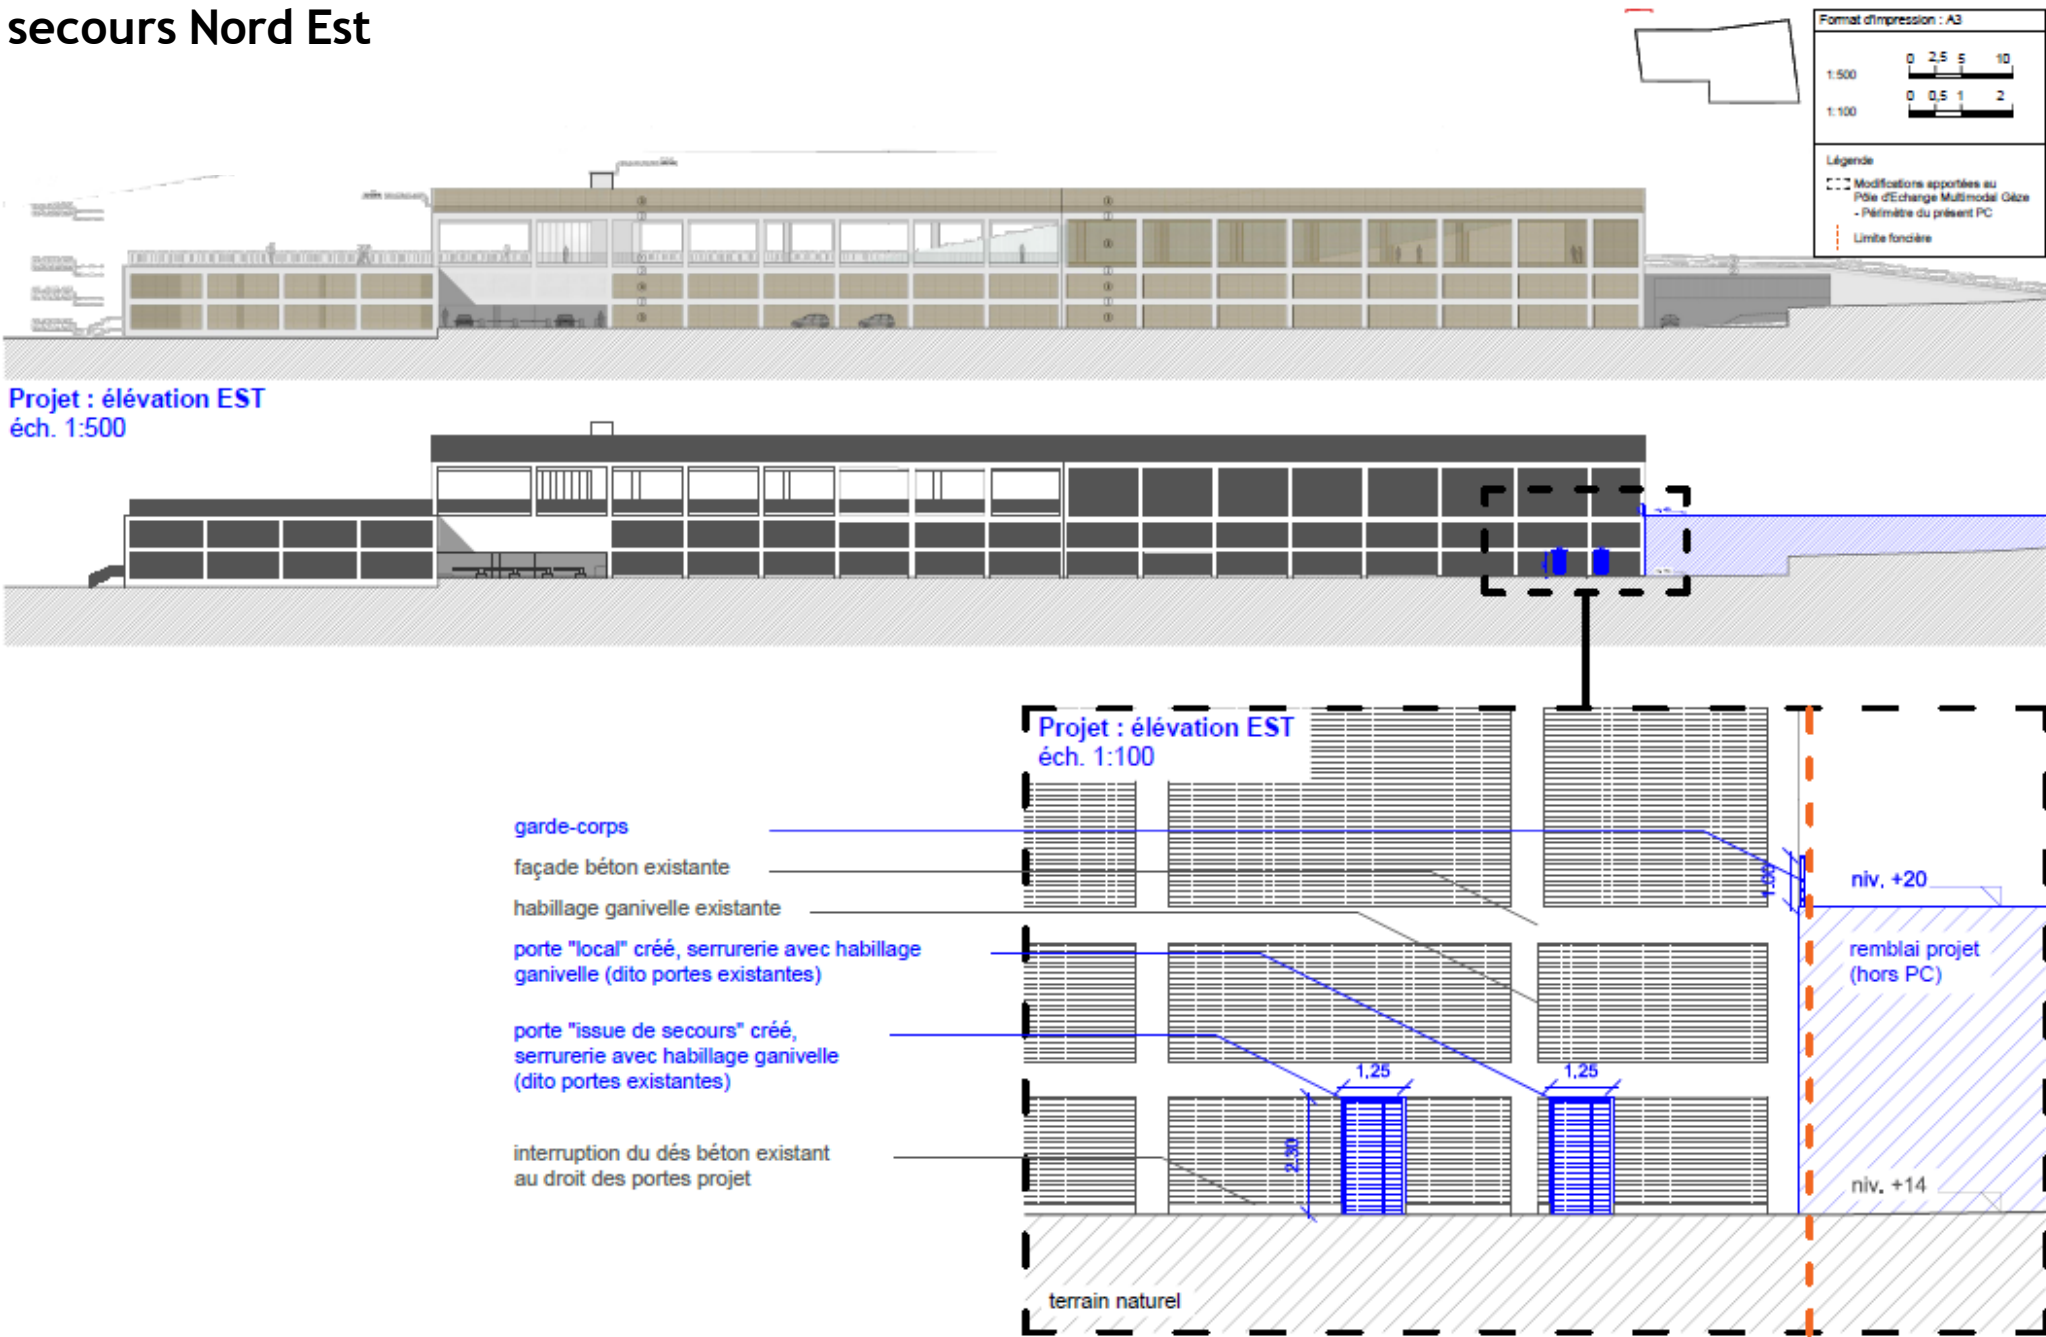 secours Nord Est
Format d'impression : A3
0 2,5 5 10
1:500
0 0,5 1 2
1:100
Légende
Modifications apportées au
Pôle d'Echange Multimodal Gèze
- Périmètre du présent PC
Limite foncière
Projet : élévation EST
éch. 1:500
Projet : élévation EST
éch. 1:100
garde-corps
façade béton existante
habillage ganivelle existante
porte "local" créé, serrurerie avec habillage
ganivelle (dito portes existantes)
porte "issue de secours" créé,
serrurerie avec habillage ganivelle
(dito portes existantes)
interruption du dés béton existant
au droit des portes projet
1.00
niv. +20
remblai projet
(hors PC)
1,25
1,25
2.30
niv. +14
terrain naturel